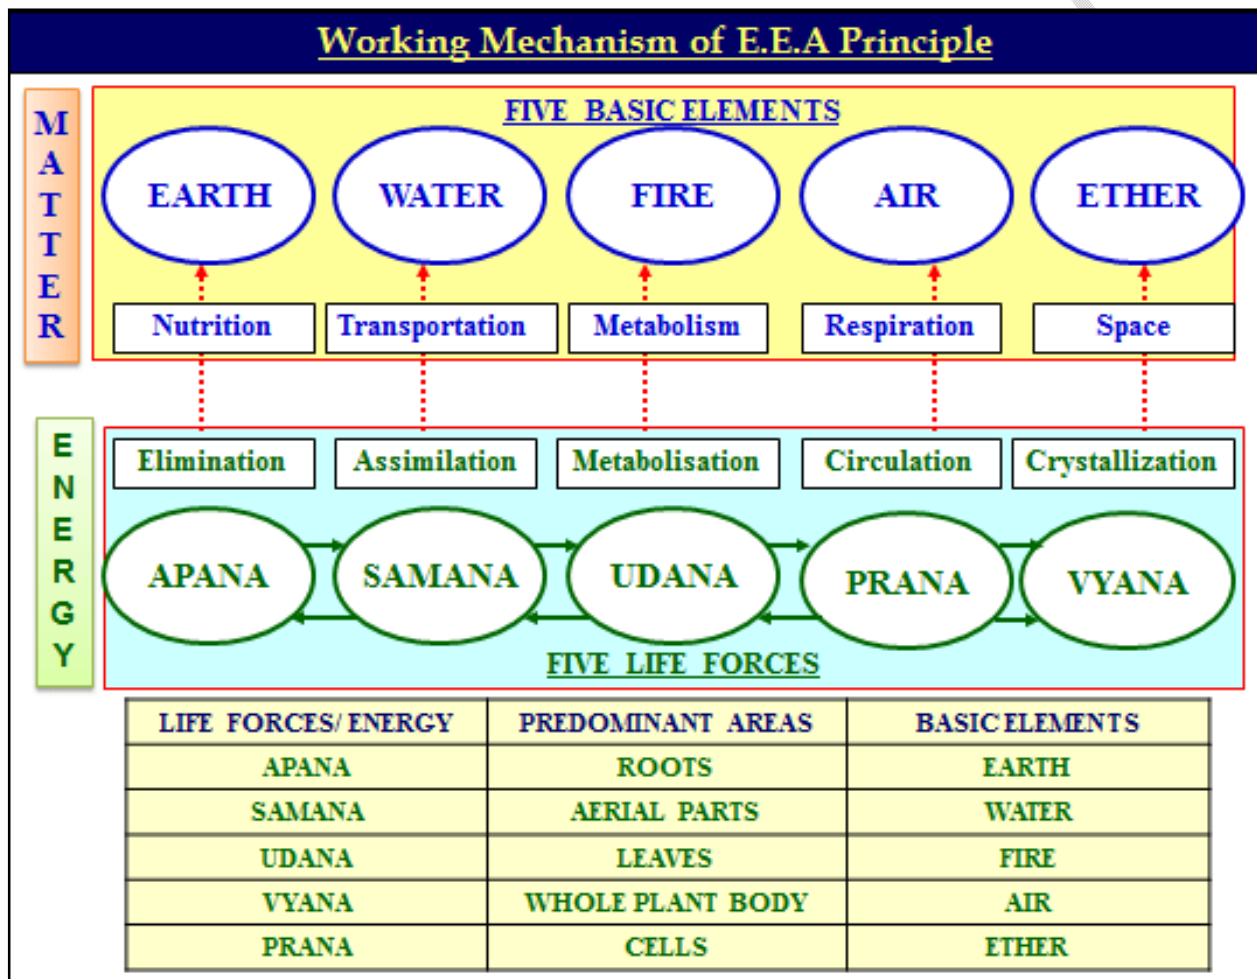 Working Mechanism of E.E.A Principle
MATTER
FIVE BASIC ELEMENTS
EARTH WATER FIRE AIR ETHER
Nutrition Transportation Metabolism Respiration Space
ENERGY
Elimination Assimilation Metabolisation Circulation Crystallization
APANA SAMANA UDANA PRANA VYANA
FIVE LIFE FORCES
LIFE FORCES/ ENERGY PREDOMINANT AREAS BASIC ELEMENTS
APANA ROOTS EARTH
SAMANA AERIAL PARTS WATER
UDANA LEAVES FIRE
VYANA WHOLE PLANT BODY AIR
PRANA CELLS ETHER